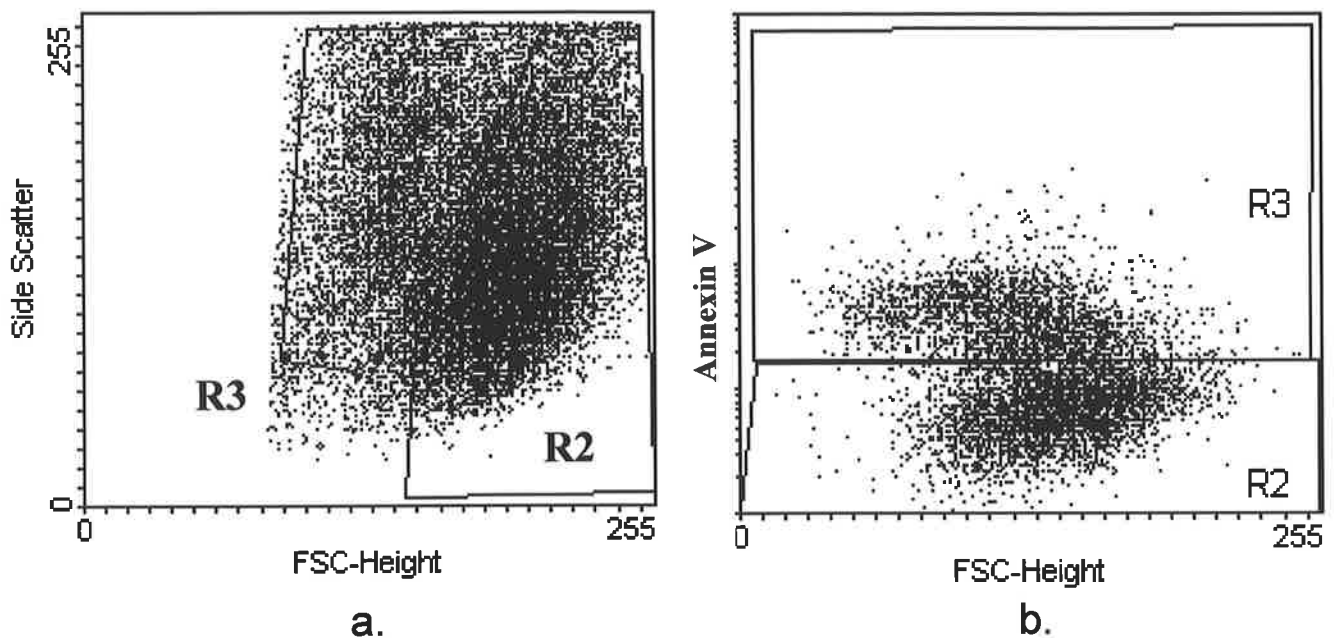 255
Side Scatter
R3
R2
0
0
255
FSC-Height
a.
Annexin V
R3
R2
0
255
FSC-Height
b.